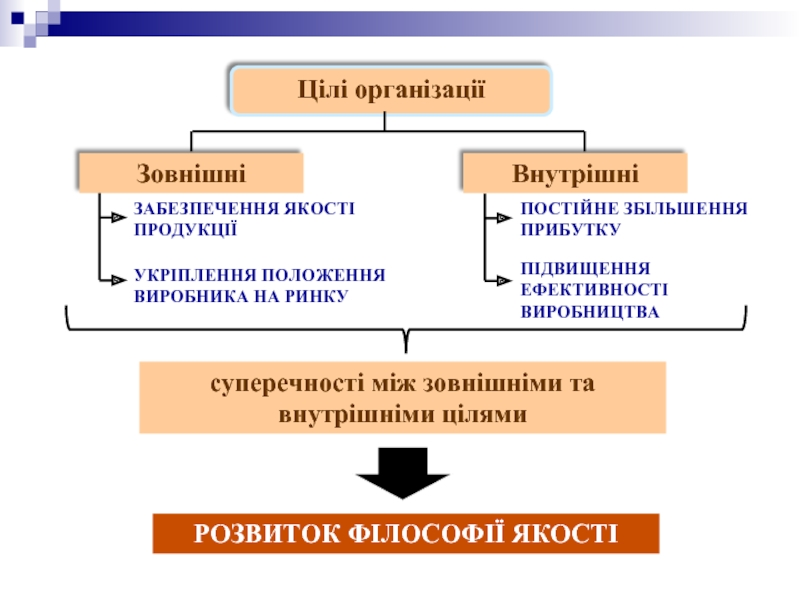 Цілі організації
Зовнішні
ЗАБЕЗПЕЧЕННЯ ЯКОСТІ
ПРОДУКЦІЇ
УКРІПЛЕННЯ ПОЛОЖЕННЯ
ВИРОБНИКА НА РИНКУ
Внутрішні
ПОСТІЙНЕ ЗБІЛЬШЕННЯ
ПРИБУТКУ
ПІДВИЩЕННЯ
ЕФЕКТИВНОСТІ
ВИРОБНИЦТВА
суперечності між зовнішніми та
внутрішніми цілями
РОЗВИТОК ФІЛОСОФІЇ ЯКОСТІ